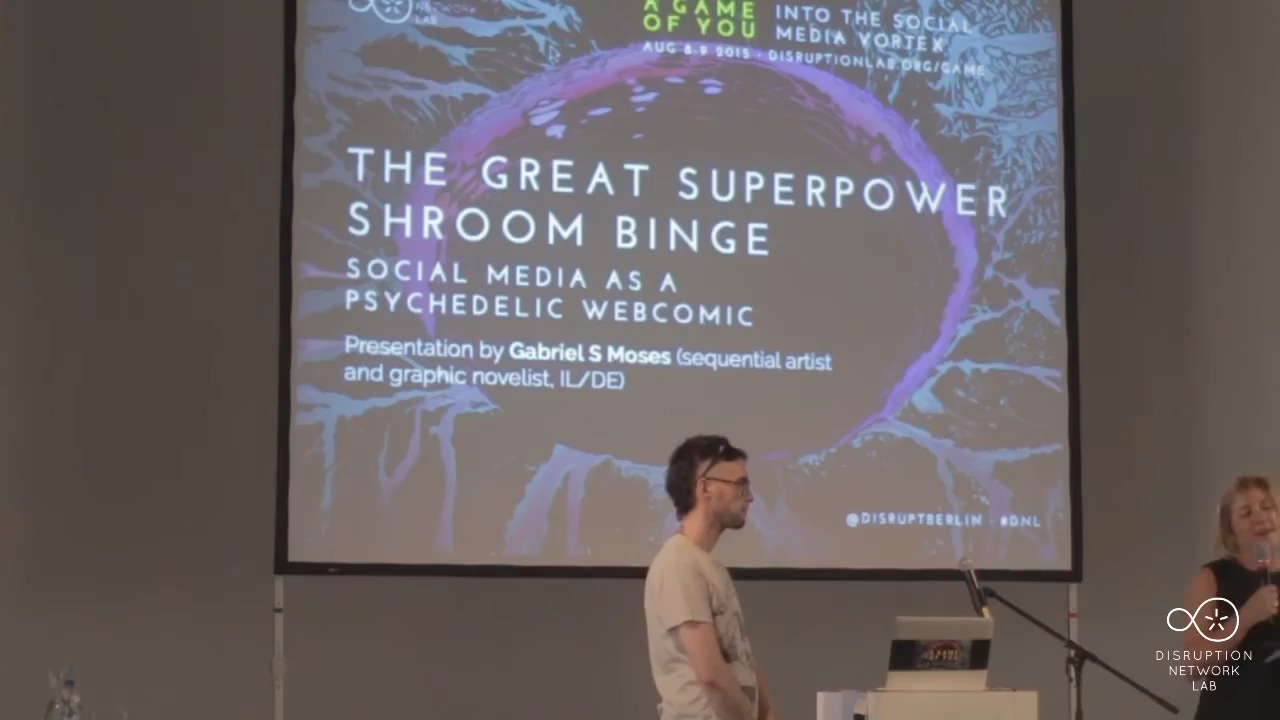 NETWORK
LAB
A GAME
OF YOU
INTO THE SOCIAL
MEDIA VORTEX
AUG 8-9 2015 · DISRUPTIONLAB.ORG/GAME
THE GREAT SUPERPOWER
SHROOM BINGE
SOCIAL MEDIA AS A
PSYCHEDELIC WEBCOMIC
Presentation by Gabriel S Moses (sequential artist
and graphic novelist, IL/DE)
@DISRUPTBERLIN · #DNL
DISRUPTION
NETWORK
LAB